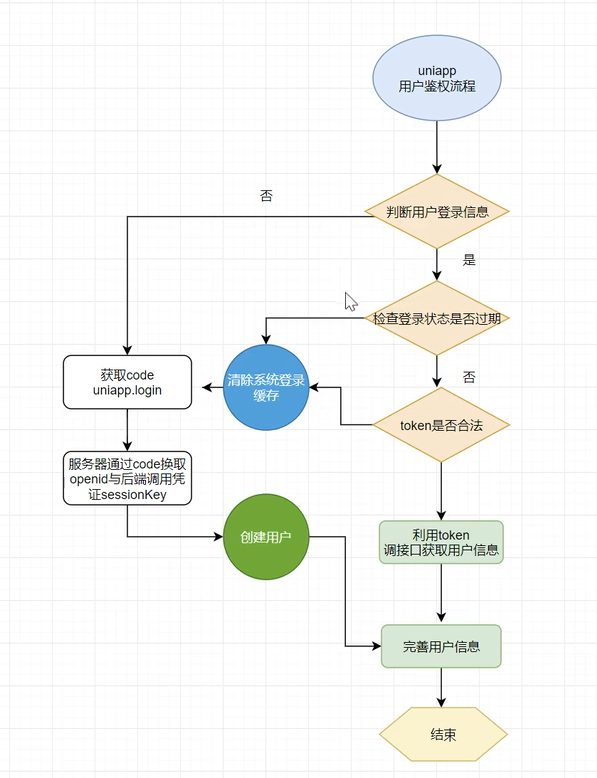 uniapp
用户鉴权流程
否
判断用户登录信息
是
检查登录状态是否过期
获取code
uniapp.login
清除系统登录
缓存
否
token是否合法
服务器通过code换取
openid与后端调用凭
证sessionKey
创建用户
利用token
调接口获取用户信息
完善用户信息
结束